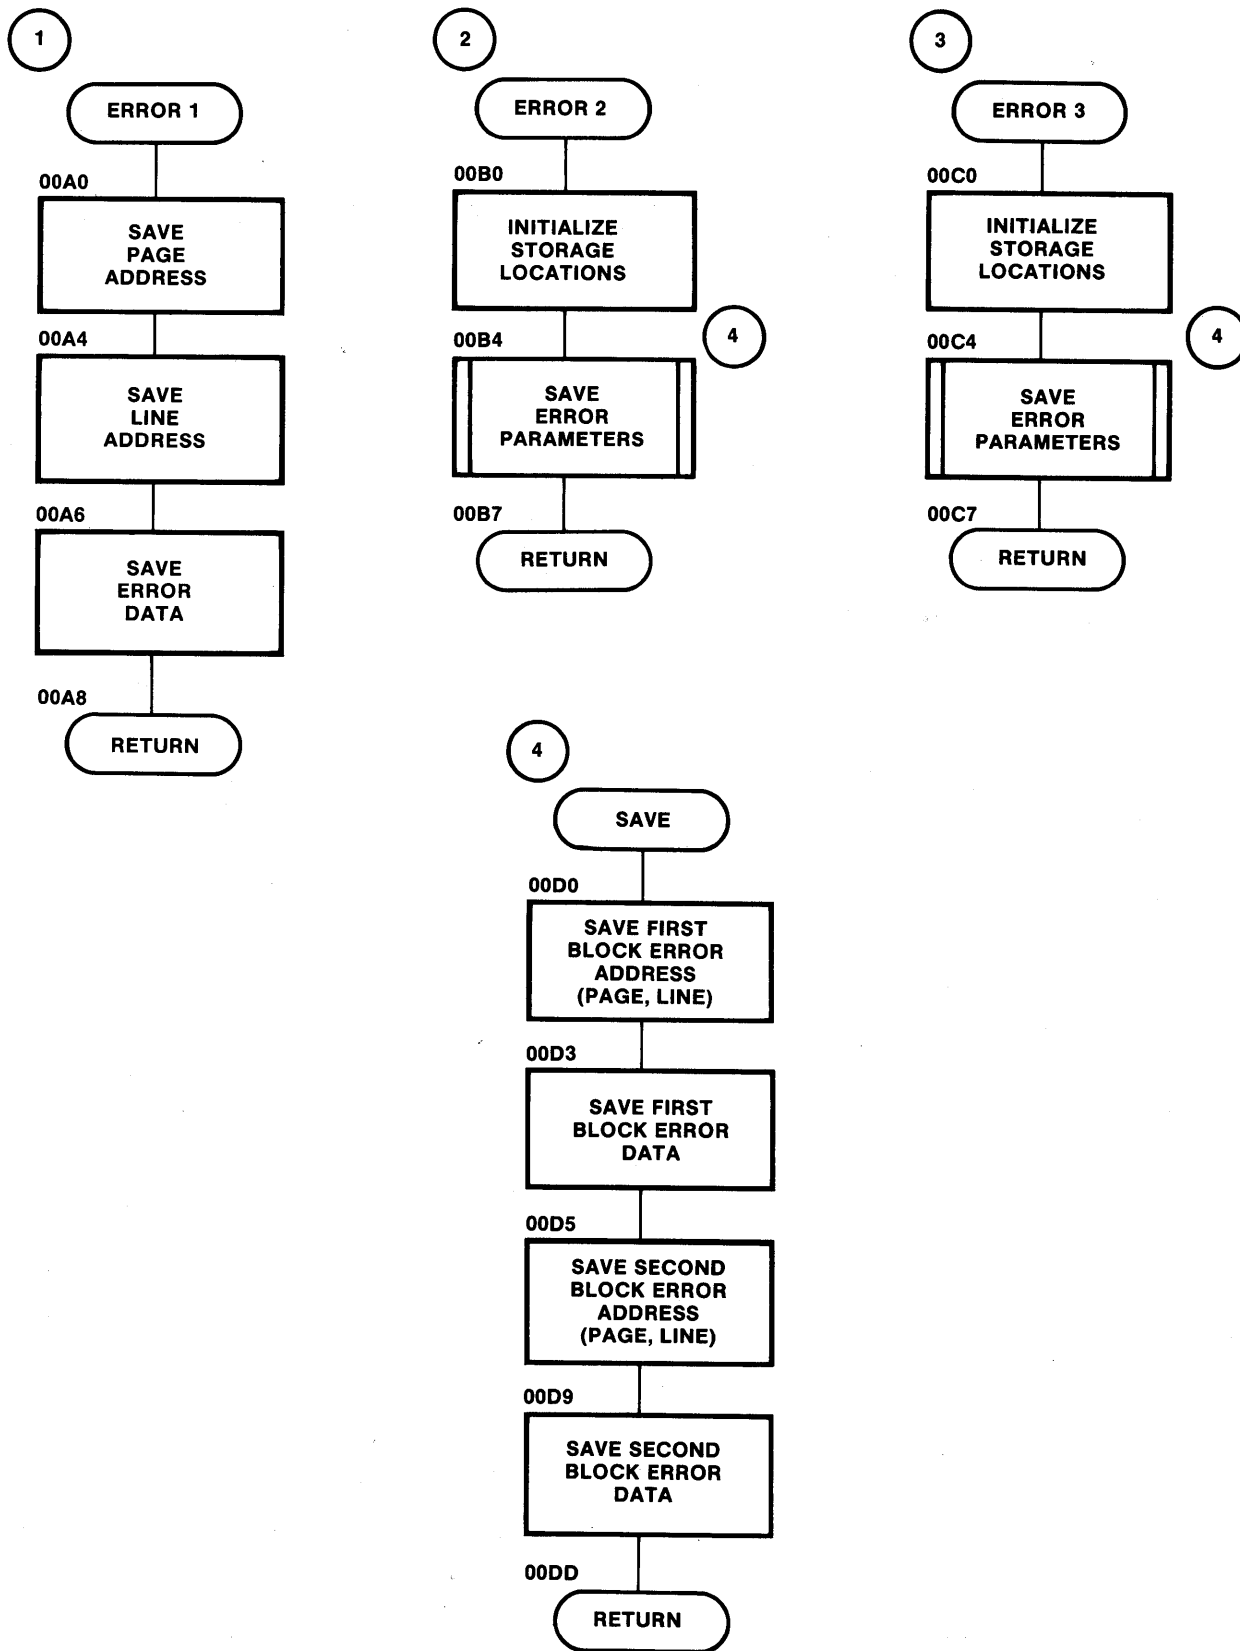 1
ERROR 1
00A0
SAVE
PAGE
ADDRESS
00A4
SAVE
LINE
ADDRESS
00A6
SAVE
ERROR
DATA
00A8
RETURN
2
ERROR 2
00B0
INITIALIZE
STORAGE
LOCATIONS
00B4
4
SAVE
ERROR
PARAMETERS
00B7
RETURN
3
ERROR 3
00C0
INITIALIZE
STORAGE
LOCATIONS
00C4
4
SAVE
ERROR
PARAMETERS
00C7
RETURN
4
SAVE
00D0
SAVE FIRST
BLOCK ERROR
ADDRESS
(PAGE, LINE)
00D3
SAVE FIRST
BLOCK ERROR
DATA
00D5
SAVE SECOND
BLOCK ERROR
ADDRESS
(PAGE, LINE)
00D9
SAVE SECOND
BLOCK ERROR
DATA
00DD
RETURN